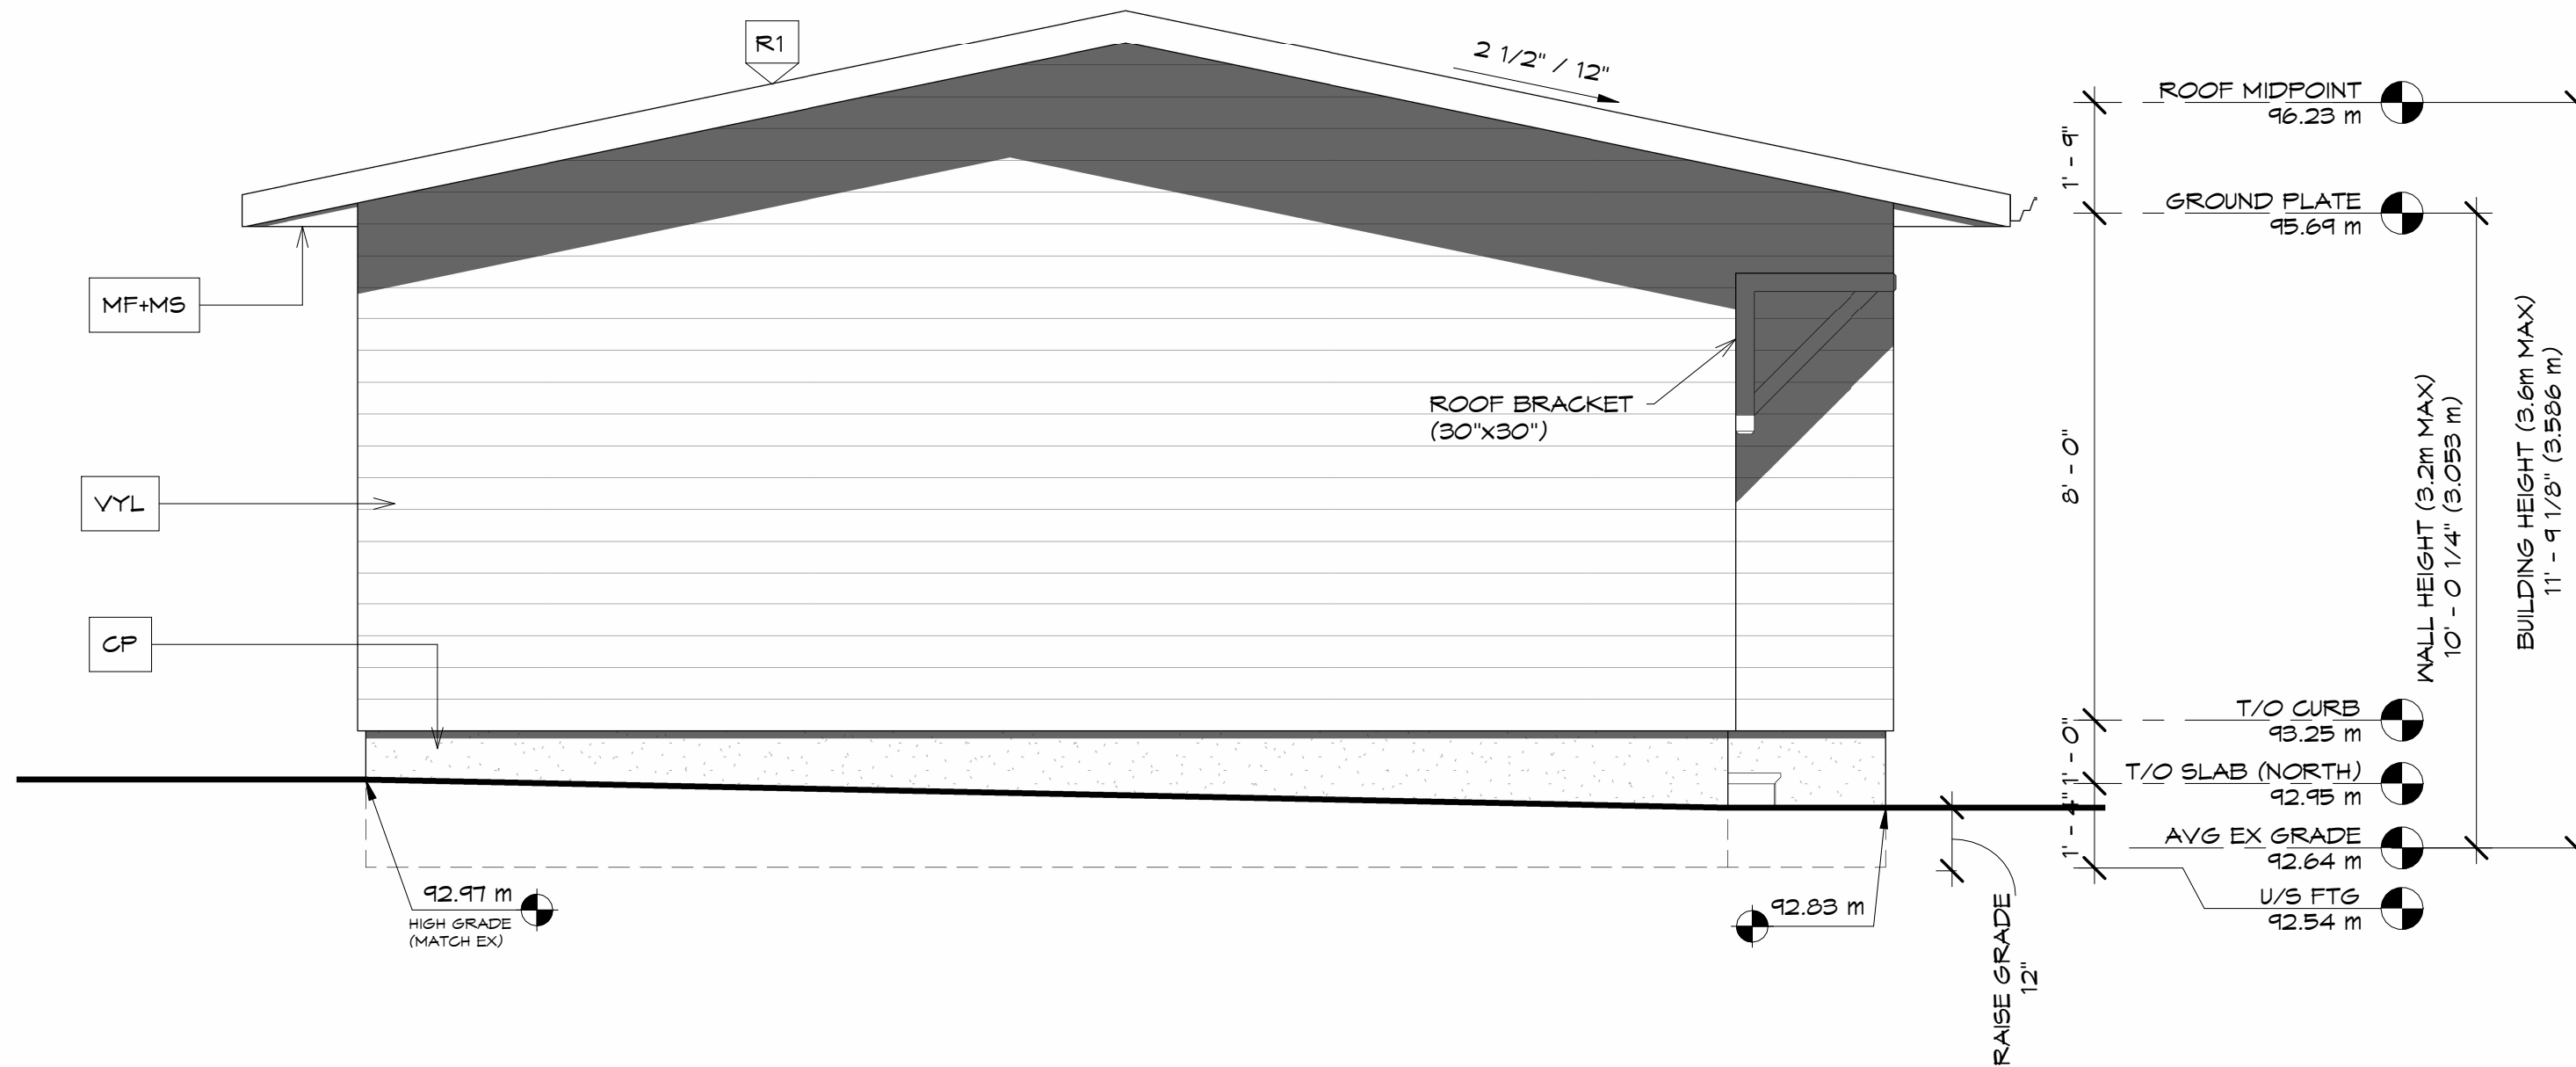 R1
2 1/2" / 12"
ROOF MIDPOINT
96.23 m
1' - 9"
GROUND PLATE
95.69 m
MF+MS
ROOF BRACKET
(30"x30")
8' - 0"
WALL HEIGHT (3.2m MAX)
10' - 0 1/4" (3.053 m)
BUILDING HEIGHT (3.6m MAX)
11' - 9 1/8" (3.586 m)
VYL
CP
T/O CURB
93.25 m
1' - 0"
T/O SLAB (NORTH)
92.95 m
1' - 4"
AVG EX GRADE
92.64 m
U/S FTG
92.54 m
92.97 m
HIGH GRADE
(MATCH EX)
92.83 m
RAISE GRADE
12"